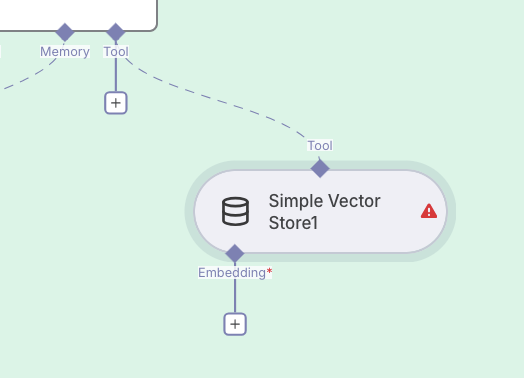 Memory
Tool
Tool
Simple Vector
Store1
Embedding*